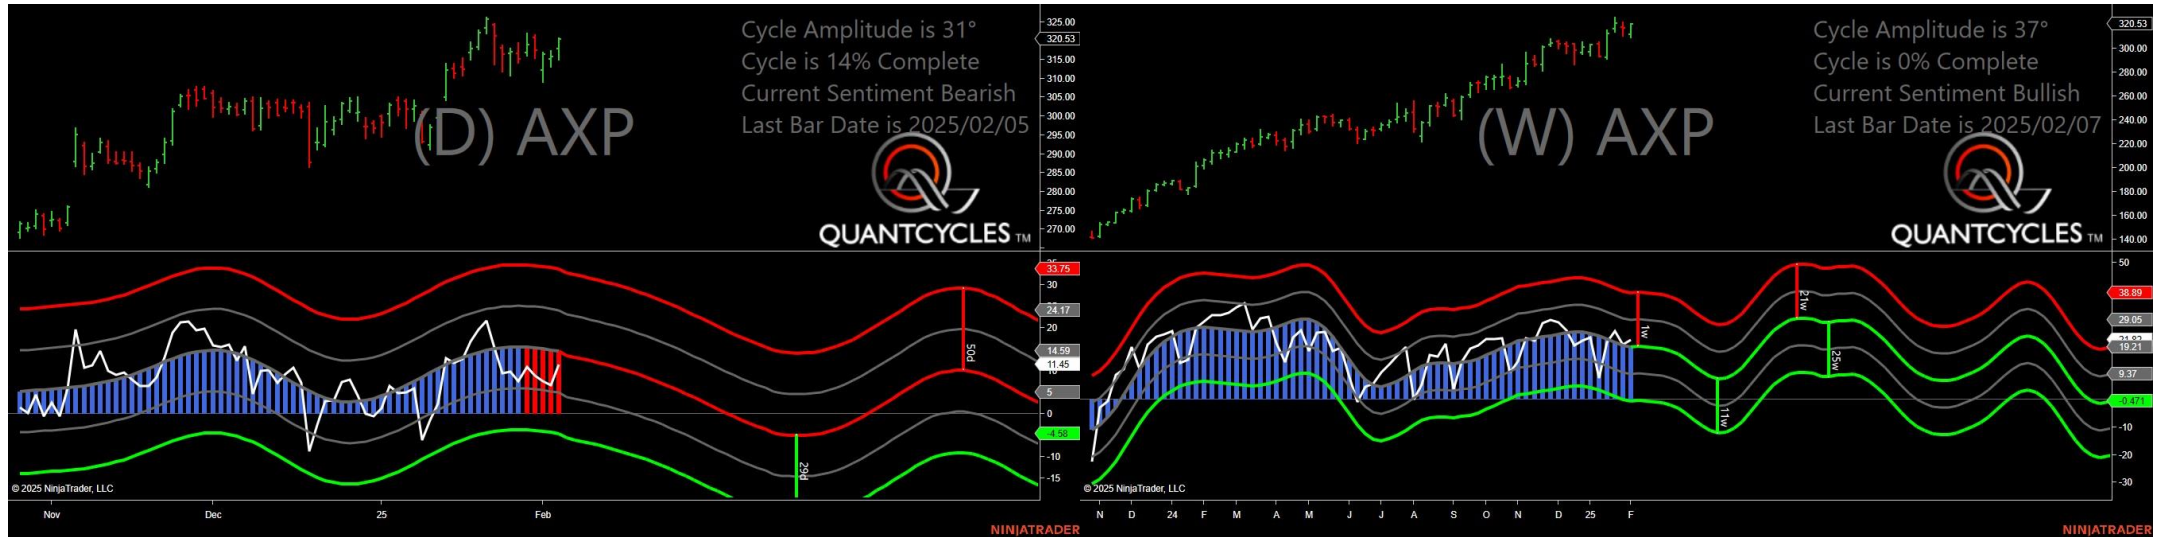 Cycle Amplitude is 31°
Cycle is 14% Complete
Current Sentiment Bearish
Last Bar Date is 2025/02/05
(D) AXP
QUANTCYCLES TM
325.00
320.53
315.00
310.00
305.00
300.00
295.00
290.00
285.00
280.00
275.00
270.00
33.75
30
24.17
20
14.59
11.45
10
5
0
-4.58
-10
-15
50d
29d
© 2025 NinjaTrader, LLC
Nov Dec 25 Feb
NINJATRADER
Cycle Amplitude is 37°
Cycle is 0% Complete
Current Sentiment Bullish
Last Bar Date is 2025/02/07
(W) AXP
QUANTCYCLES TM
320.53
300.00
280.00
260.00
240.00
220.00
200.00
180.00
160.00
140.00
50
38.89
29.05
19.21
9.37
-0.471
-10
-20
-30
1w
11w
21w
25w
© 2025 NinjaTrader, LLC
N D 24 F M A M J J A S O N D 25 F
NINJATRADER